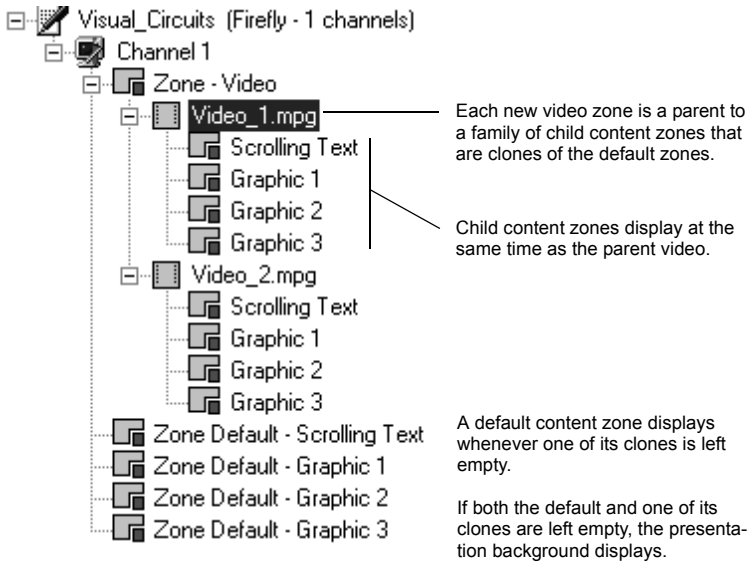 Visual_Circuits (Firefly - 1 channels)
Channel 1
Zone - Video
Video_1.mpg
Scrolling Text
Graphic 1
Graphic 2
Graphic 3
Video_2.mpg
Scrolling Text
Graphic 1
Graphic 2
Graphic 3
Zone Default - Scrolling Text
Zone Default - Graphic 1
Zone Default - Graphic 2
Zone Default - Graphic 3
Each new video zone is a parent to
a family of child content zones that
are clones of the default zones.
Child content zones display at the
same time as the parent video.
A default content zone displays
whenever one of its clones is left
empty.
If both the default and one of its
clones are left empty, the presenta-
tion background displays.